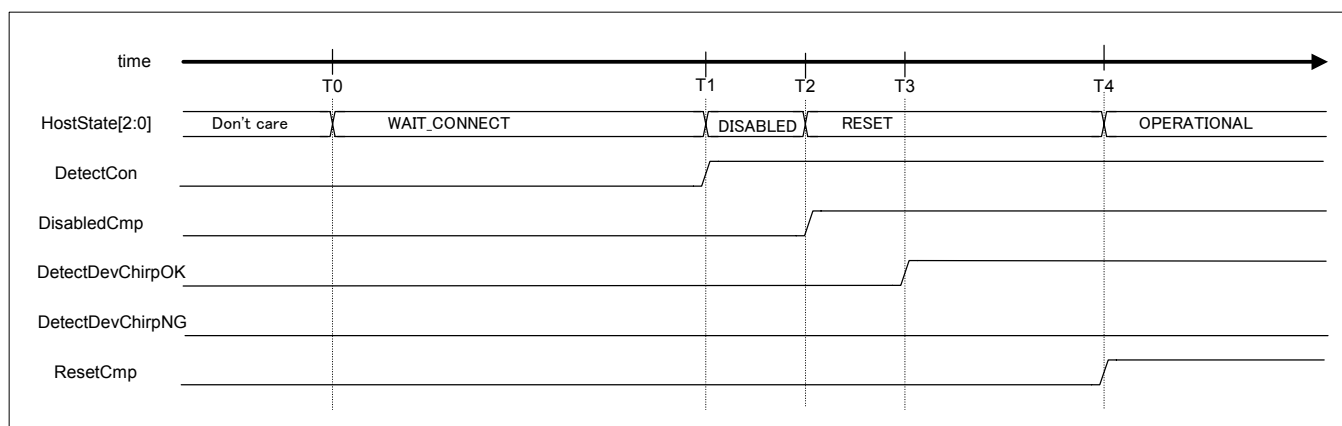 time
T0 T1 T2 T3 T4
HostState[2:0] Don't care WAIT_CONNECT DISABLED RESET OPERATIONAL
DetectCon
DisabledCmp
DetectDevChirpOK
DetectDevChirpNG
ResetCmp